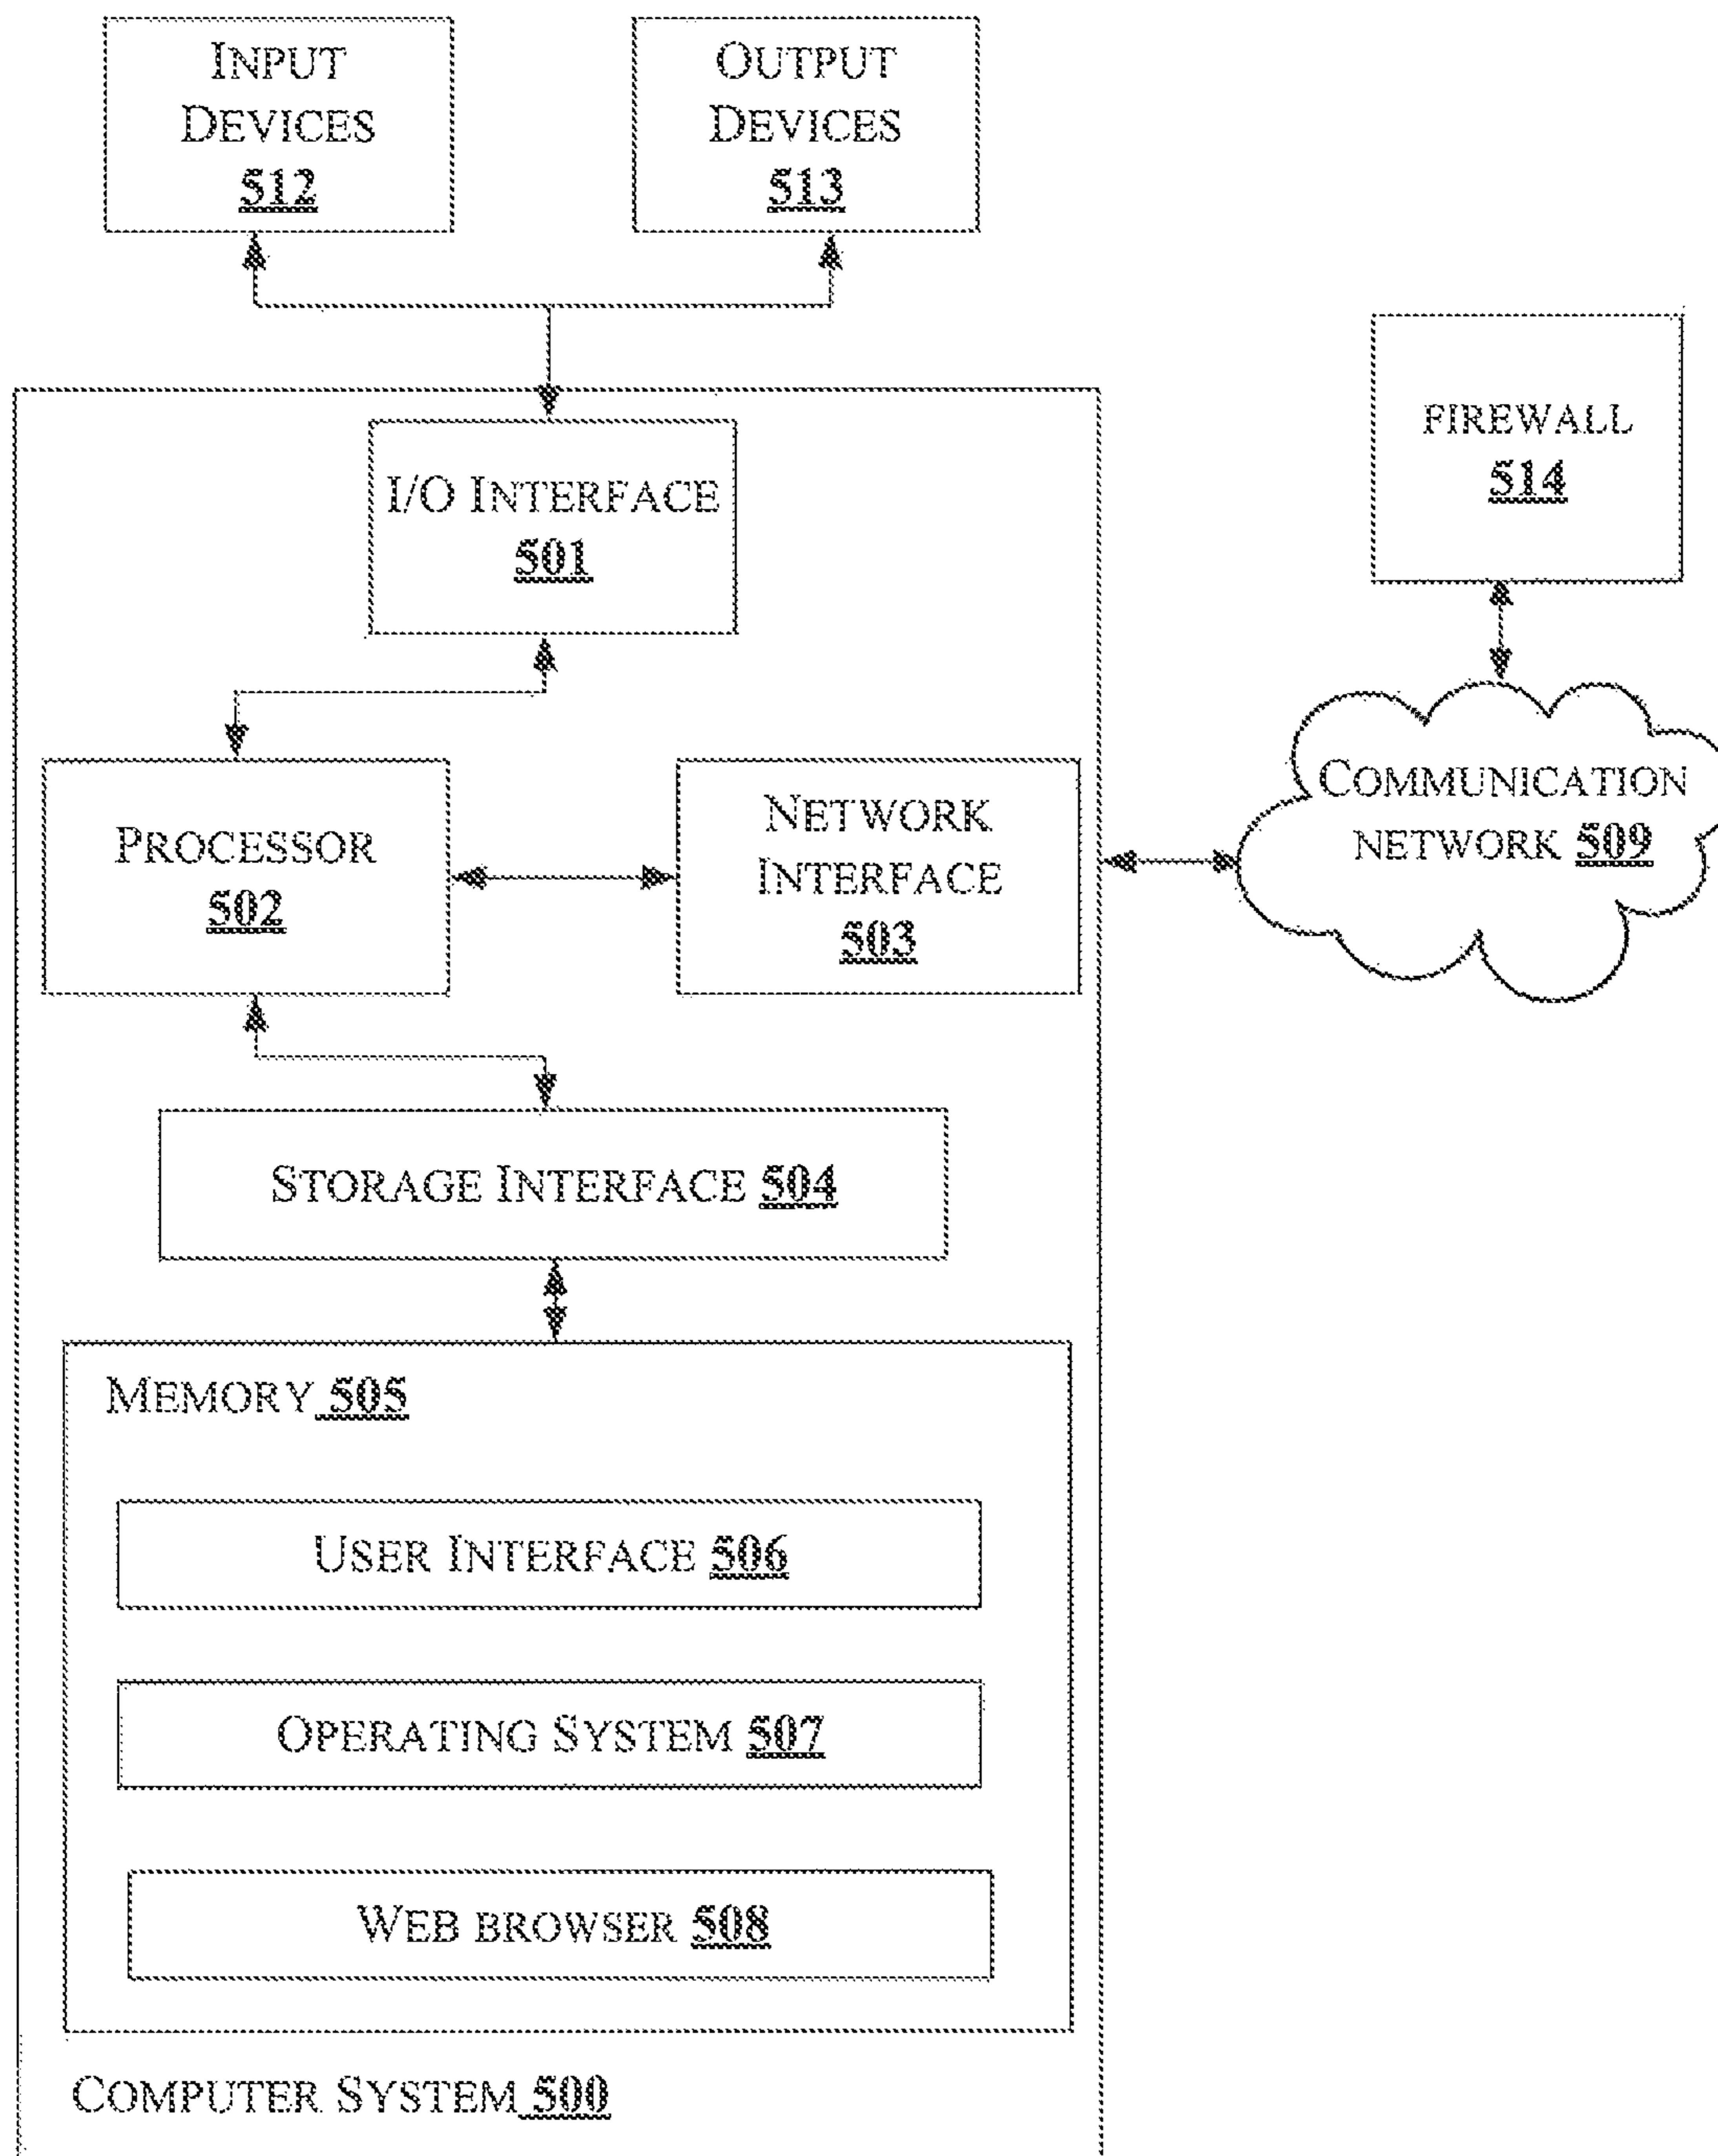 INPUT
DEVICES
512
OUTPUT
DEVICES
513
FIREWALL
514
I/O INTERFACE
501
COMMUNICATION
NETWORK 509
PROCESSOR
502
NETWORK
INTERFACE
503
STORAGE INTERFACE 504
MEMORY 505
USER INTERFACE 506
OPERATING SYSTEM 507
WEB BROWSER 508
COMPUTER SYSTEM 500